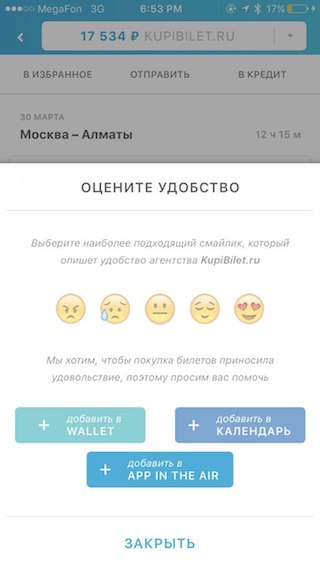 MegaFon 3G 6:53 PM 17%
17 534 ₽ KUPIBILET.RU
В ИЗБРАННОЕ ОТПРАВИТЬ В КРЕДИТ
30 МАРТА
Москва – Алматы 12 ч 15 м
ОЦЕНИТЕ УДОБСТВО
Выберите наиболее подходящий смайлик, который
опишет удобство агентства KupiBilet.ru
Мы хотим, чтобы покупка билетов приносила
удовольствие, поэтому просим вас помочь
+ добавить в WALLET
+ добавить в КАЛЕНДАРЬ
+ добавить в APP IN THE AIR
ЗАКРЫТЬ